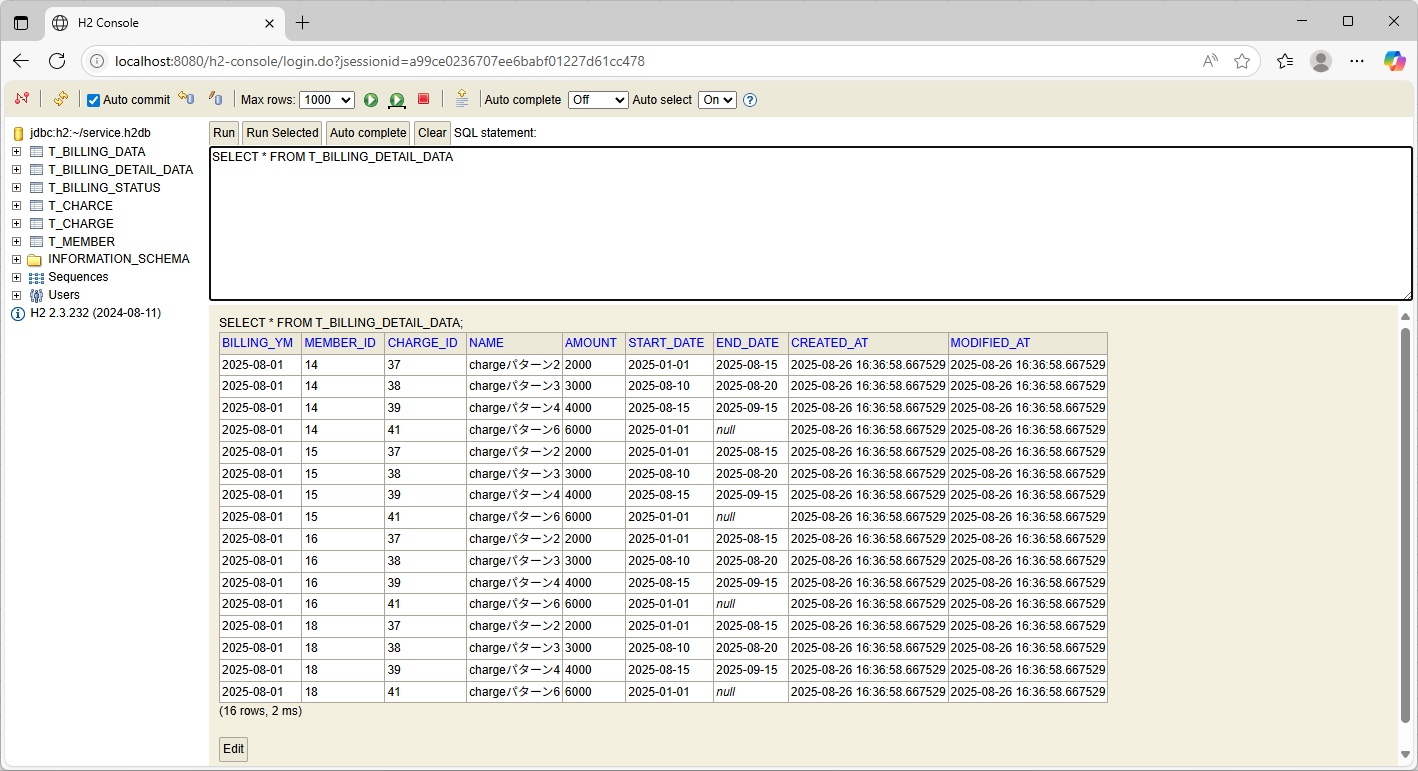 H2 Console
localhost:8080/h2-console/login.do?jsessionid=a99ce0236707ee6babf01227d61cc478
Auto commit Max rows: 1000 Auto complete Off Auto select On
jdbc:h2:~/service.h2db
T_BILLING_DATA
T_BILLING_DETAIL_DATA
T_BILLING_STATUS
T_CHARCE
T_CHARGE
T_MEMBER
INFORMATION_SCHEMA
Sequences
Users
H2 2.3.232 (2024-08-11)
Run Run Selected Auto complete Clear SQL statement:
SELECT * FROM T_BILLING_DETAIL_DATA
SELECT * FROM T_BILLING_DETAIL_DATA;
BILLING_YM MEMBER_ID CHARGE_ID NAME AMOUNT START_DATE END_DATE CREATED_AT MODIFIED_AT
2025-08-01 14 37 chargeパターン2 2000 2025-01-01 2025-08-15 2025-08-26 16:36:58.667529 2025-08-26 16:36:58.667529
2025-08-01 14 38 chargeパターン3 3000 2025-08-10 2025-08-20 2025-08-26 16:36:58.667529 2025-08-26 16:36:58.667529
2025-08-01 14 39 chargeパターン4 4000 2025-08-15 2025-09-15 2025-08-26 16:36:58.667529 2025-08-26 16:36:58.667529
2025-08-01 14 41 chargeパターン6 6000 2025-01-01 null 2025-08-26 16:36:58.667529 2025-08-26 16:36:58.667529
2025-08-01 15 37 chargeパターン2 2000 2025-01-01 2025-08-15 2025-08-26 16:36:58.667529 2025-08-26 16:36:58.667529
2025-08-01 15 38 chargeパターン3 3000 2025-08-10 2025-08-20 2025-08-26 16:36:58.667529 2025-08-26 16:36:58.667529
2025-08-01 15 39 chargeパターン4 4000 2025-08-15 2025-09-15 2025-08-26 16:36:58.667529 2025-08-26 16:36:58.667529
2025-08-01 15 41 chargeパターン6 6000 2025-01-01 null 2025-08-26 16:36:58.667529 2025-08-26 16:36:58.667529
2025-08-01 16 37 chargeパターン2 2000 2025-01-01 2025-08-15 2025-08-26 16:36:58.667529 2025-08-26 16:36:58.667529
2025-08-01 16 38 chargeパターン3 3000 2025-08-10 2025-08-20 2025-08-26 16:36:58.667529 2025-08-26 16:36:58.667529
2025-08-01 16 39 chargeパターン4 4000 2025-08-15 2025-09-15 2025-08-26 16:36:58.667529 2025-08-26 16:36:58.667529
2025-08-01 16 41 chargeパターン6 6000 2025-01-01 null 2025-08-26 16:36:58.667529 2025-08-26 16:36:58.667529
2025-08-01 18 37 chargeパターン2 2000 2025-01-01 2025-08-15 2025-08-26 16:36:58.667529 2025-08-26 16:36:58.667529
2025-08-01 18 38 chargeパターン3 3000 2025-08-10 2025-08-20 2025-08-26 16:36:58.667529 2025-08-26 16:36:58.667529
2025-08-01 18 39 chargeパターン4 4000 2025-08-15 2025-09-15 2025-08-26 16:36:58.667529 2025-08-26 16:36:58.667529
2025-08-01 18 41 chargeパターン6 6000 2025-01-01 null 2025-08-26 16:36:58.667529 2025-08-26 16:36:58.667529
(16 rows, 2 ms)
Edit